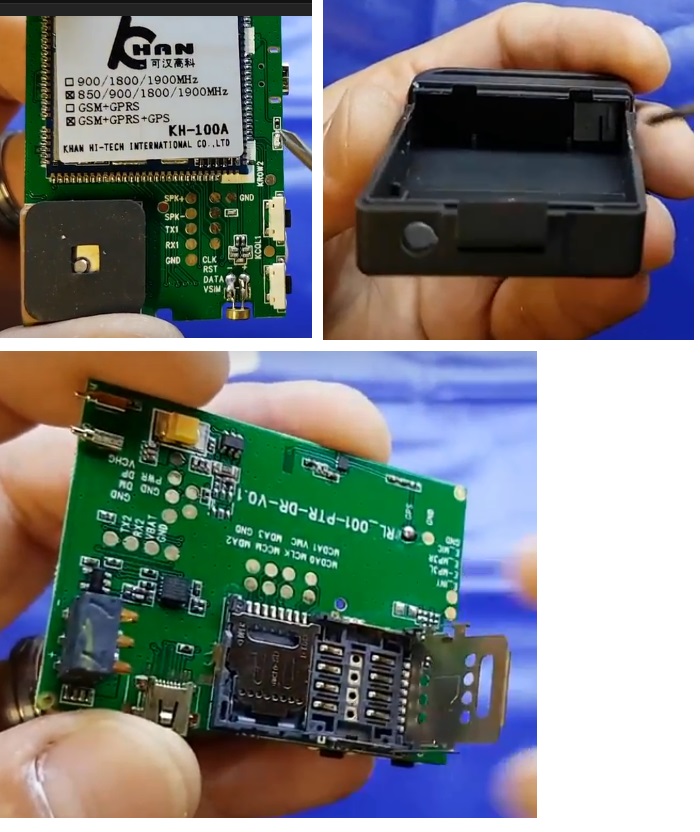 KHAN
可汉高科
900/1800/1900MHz
850/900/1800/1900MHz
GSM+GPRS
GSM+GPRS+GPS
KH-100A
KHAN HI-TECH INTERNATIONAL CO.,LTD
KROW2
SPK+
GND
SPK-
TX1
RX1
GND
CLK
RST
DATA
VSIM
KCOL1
VCHG
PWR
DP
GND
DM
GND
TX2
RX2
VBAT
GND
RL_001-PTR-DR-V0.1
GPS
GND
MCDA1 VMC MDA3 GND
MCDA0 MCLK MCCM MDA2